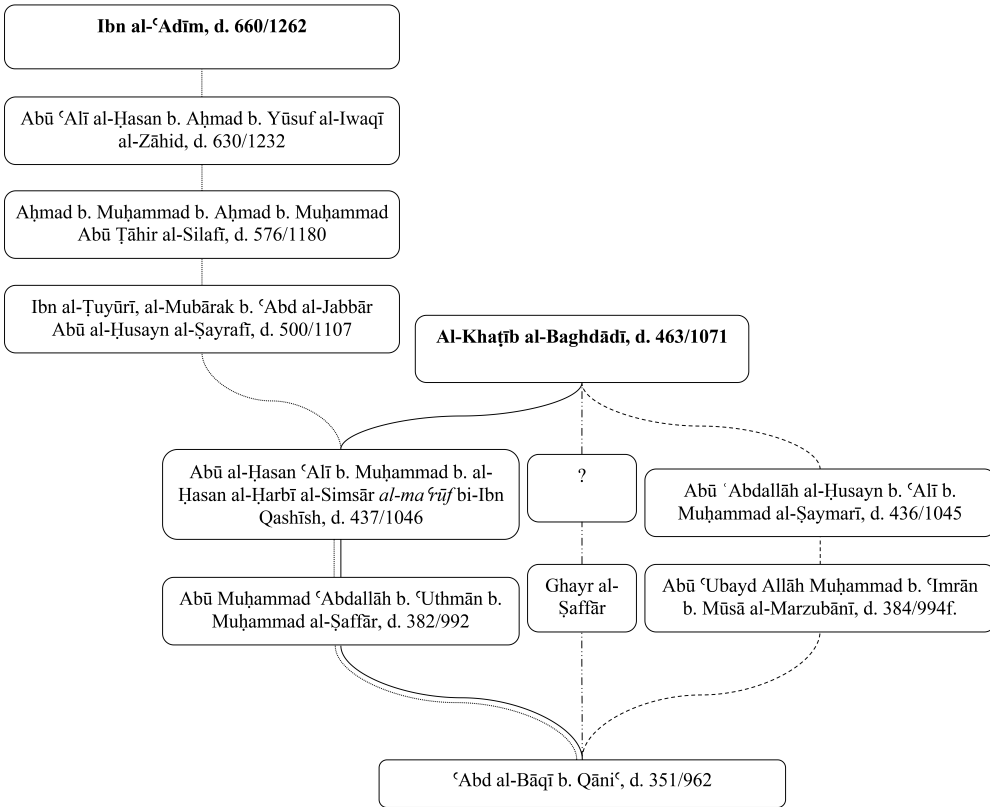 Ibn al-ʿAdīm, d. 660/1262
Abū ʿAlī al-Ḥasan b. Aḥmad b. Yūsuf al-Iwaqī
al-Zāhid, d. 630/1232
Aḥmad b. Muḥammad b. Aḥmad b. Muḥammad
Abū Ṭāhir al-Silafī, d. 576/1180
Ibn al-Ṭuyūrī, al-Mubārak b. ʿAbd al-Jabbār
Abū al-Ḥusayn al-Ṣayrafī, d. 500/1107
Al-Khaṭīb al-Baghdādī, d. 463/1071
Abū al-Ḥasan ʿAlī b. Muḥammad b. al-
Ḥasan al-Ḥarbī al-Simsār al-maʿrūf bi-Ibn
Qashīsh, d. 437/1046
?
Abū ʿAbdallāh al-Ḥusayn b. ʿAlī b.
Muḥammad al-Ṣaymarī, d. 436/1045
Abū Muḥammad ʿAbdallāh b. ʿUthmān b.
Muḥammad al-Ṣaffār, d. 382/992
Ghayr al-
Ṣaffār
Abū ʿUbayd Allāh Muḥammad b. ʿImrān
b. Mūsā al-Marzubānī, d. 384/994f.
ʿAbd al-Bāqī b. Qāniʿ, d. 351/962